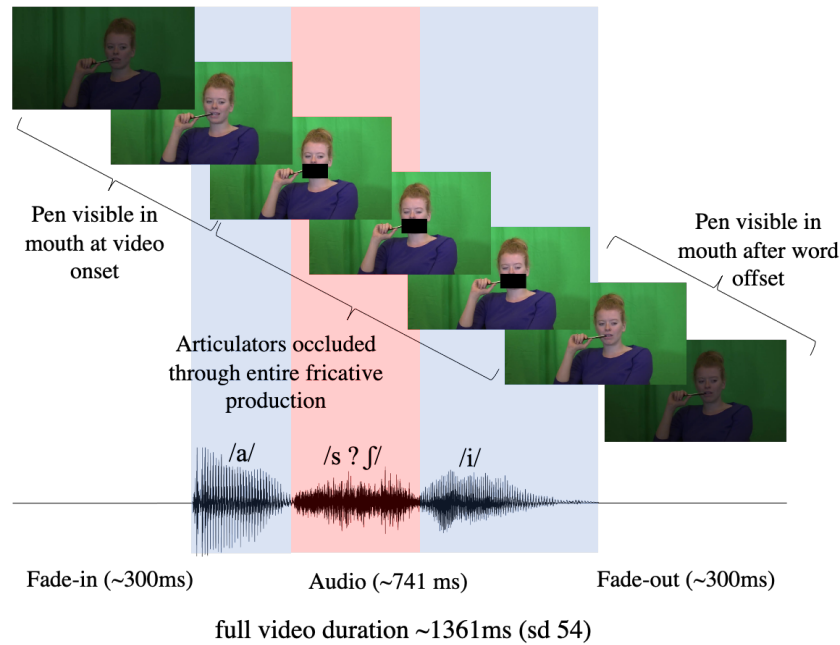 Pen visible in
mouth at video
onset
Pen visible in
mouth after word
offset
Articulators occluded
through entire fricative
production
/a/
/s ? ʃ/
/i/
Fade-in (~300ms)
Audio (~741 ms)
Fade-out (~300ms)
full video duration ~1361ms (sd 54)